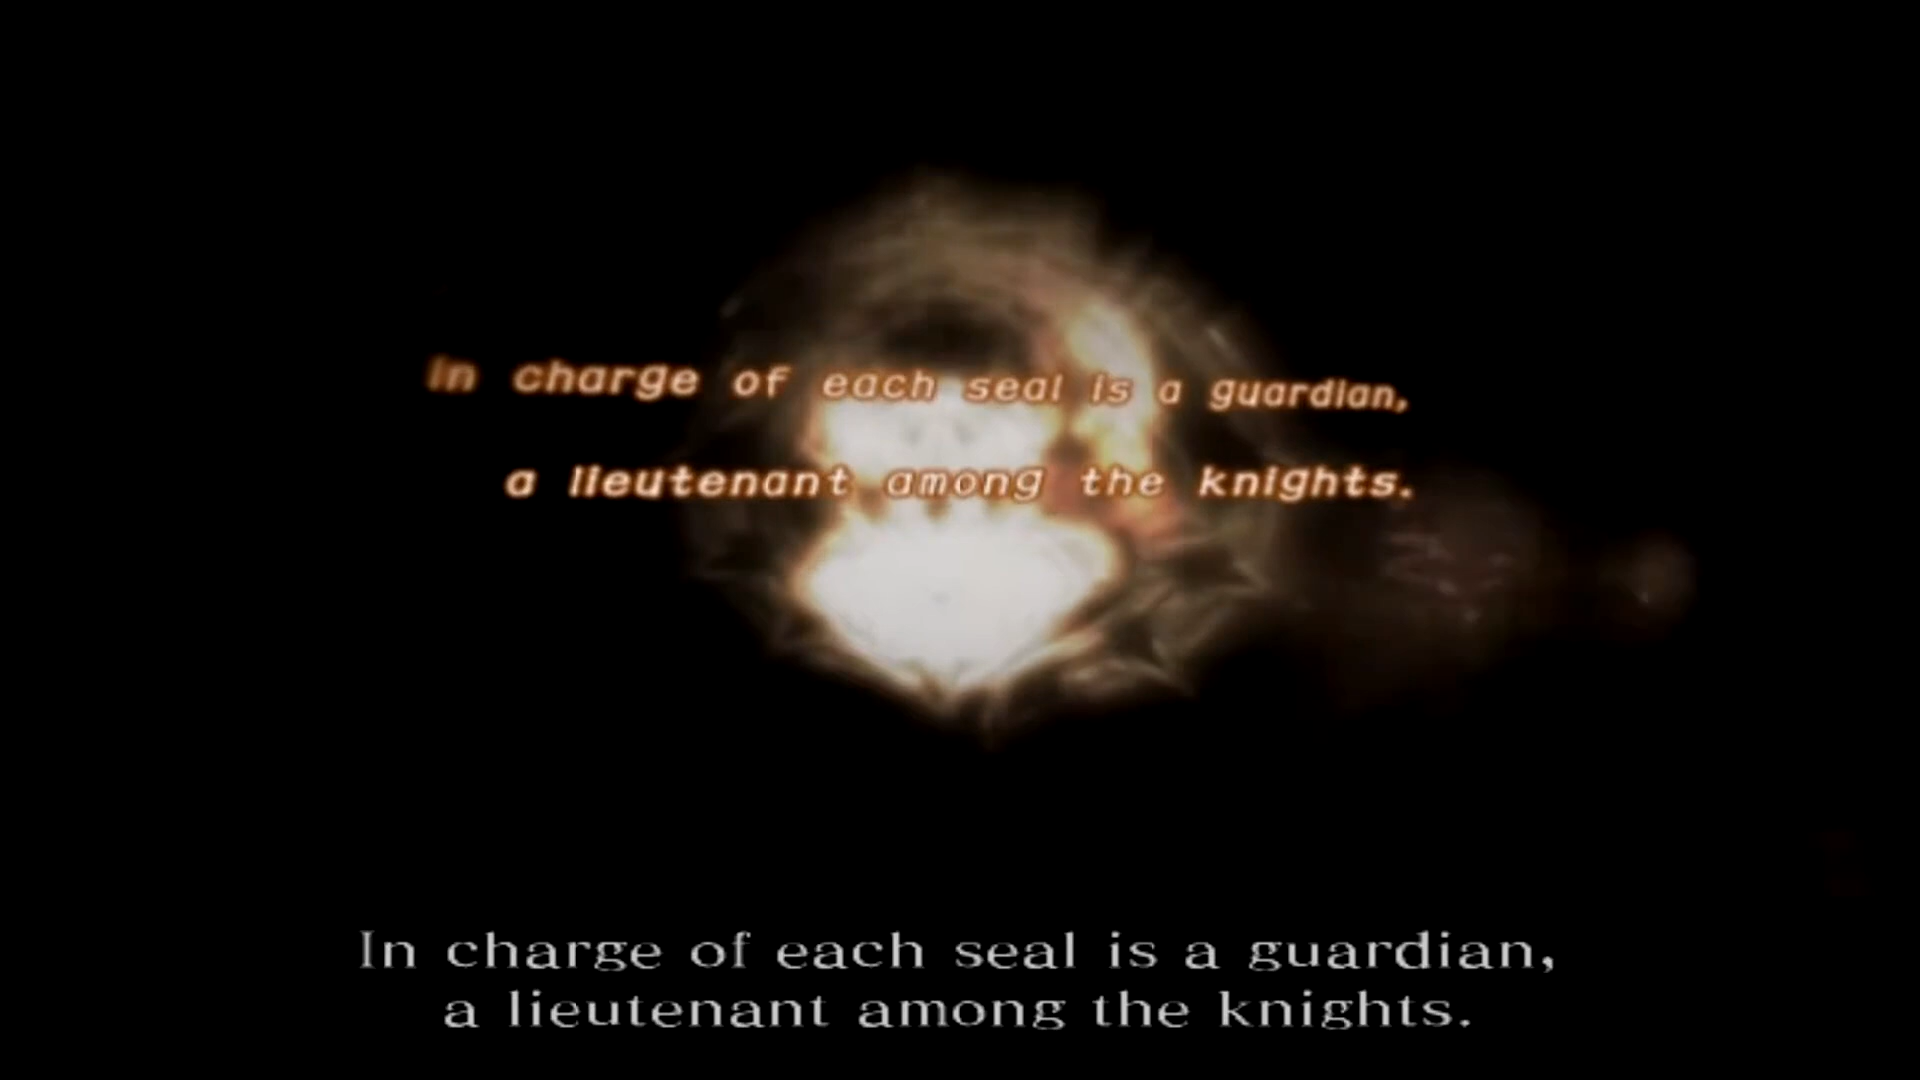 In charge of each seal is a guardian,
a lieutenant among the knights.
In charge of each seal is a guardian,
a lieutenant among the knights.